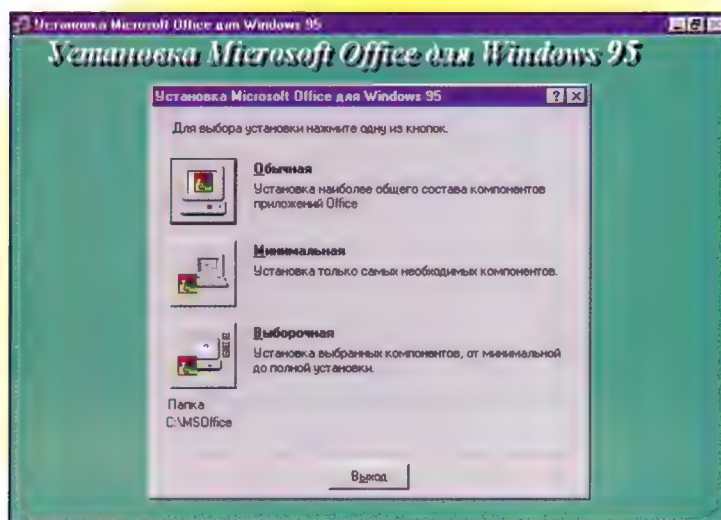 Установка Microsoft Office для Windows 95
Установка Microsoft Office для Windows 95
Установка Microsoft Office для Windows 95
Для выбора установки нажмите одну из кнопок.
Обычная
Установка наиболее общего состава компонентов
приложений Office
Минимальная
Установка только самых необходимых компонентов.
Выборочная
Установка выбранных компонентов, от минимальной
до полной установки.
Папка
C:\MSOffice
Выход